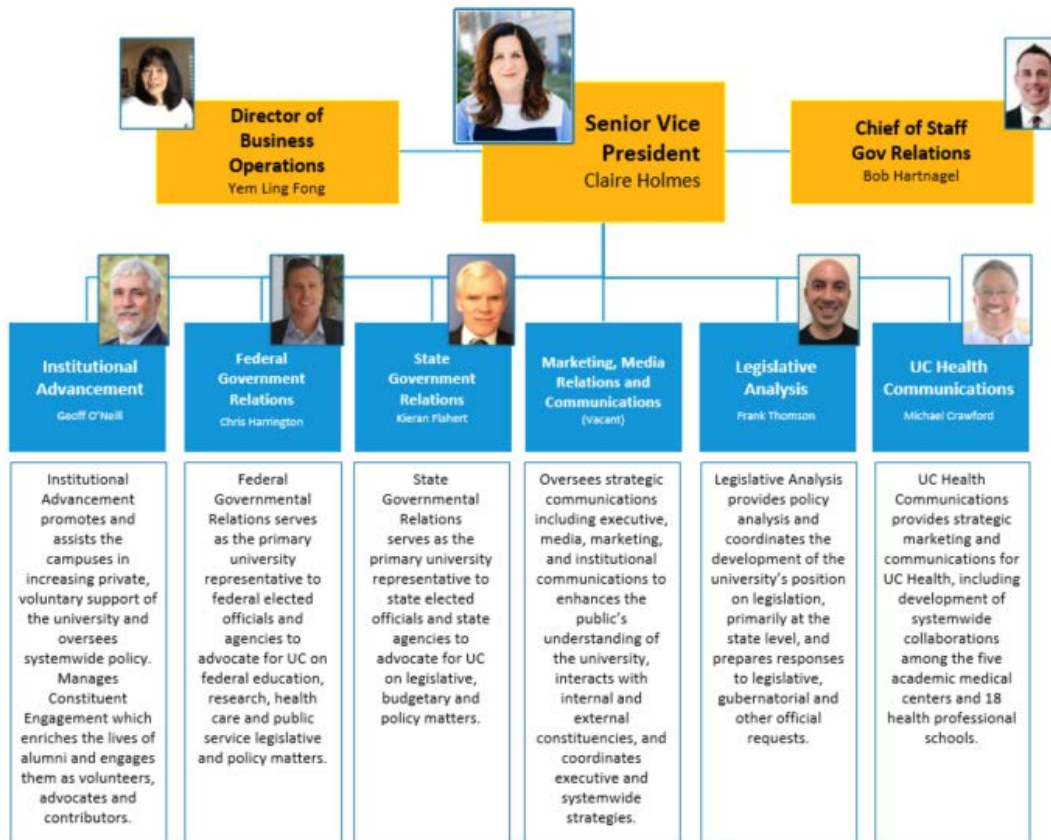 Director of
Business
Operations
Yem Ling Fong
Senior Vice
President
Claire Holmes
Chief of Staff
Gov Relations
Bob Hartnagel
Institutional
Advancement
Geoff O'Neill
Federal
Government
Relations
Chris Harrington
State
Government
Relations
Kieran Flahert
Marketing, Media
Relations and
Communications
(Vacant)
Legislative
Analysis
Frank Thomson
UC Health
Communications
Michael Crawford
Institutional
Advancement
promotes and
assists the
campuses in
increasing private,
voluntary support of
the university and
oversees
systemwide policy.
Manages
Constituent
Engagement which
enriches the lives of
alumni and engages
them as volunteers,
advocates and
contributors.
Federal
Governmental
Relations serves
as the primary
university
representative to
federal elected
officials and
agencies to
advocate for UC on
federal education,
research, health
care and public
service legislative
and policy matters.
State
Governmental
Relations
serves as the
primary university
representative to
state elected
officials and state
agencies to
advocate for UC
on legislative,
budgetary and
policy matters.
Oversees strategic
communications
including executive,
media, marketing,
and institutional
communications to
enhances the
public's
understanding of
the university,
interacts with
internal and
external
constituencies, and
coordinates
executive and
systemwide
strategies.
Legislative Analysis
provides policy
analysis and
coordinates the
development of the
university's position
on legislation,
primarily at the
state level, and
prepares responses
to legislative,
gubernatorial and
other official
requests.
UC Health
Communications
provides strategic
marketing and
communications for
UC Health, including
development of
systemwide
collaborations
among the five
academic medical
centers and 18
health professional
schools.